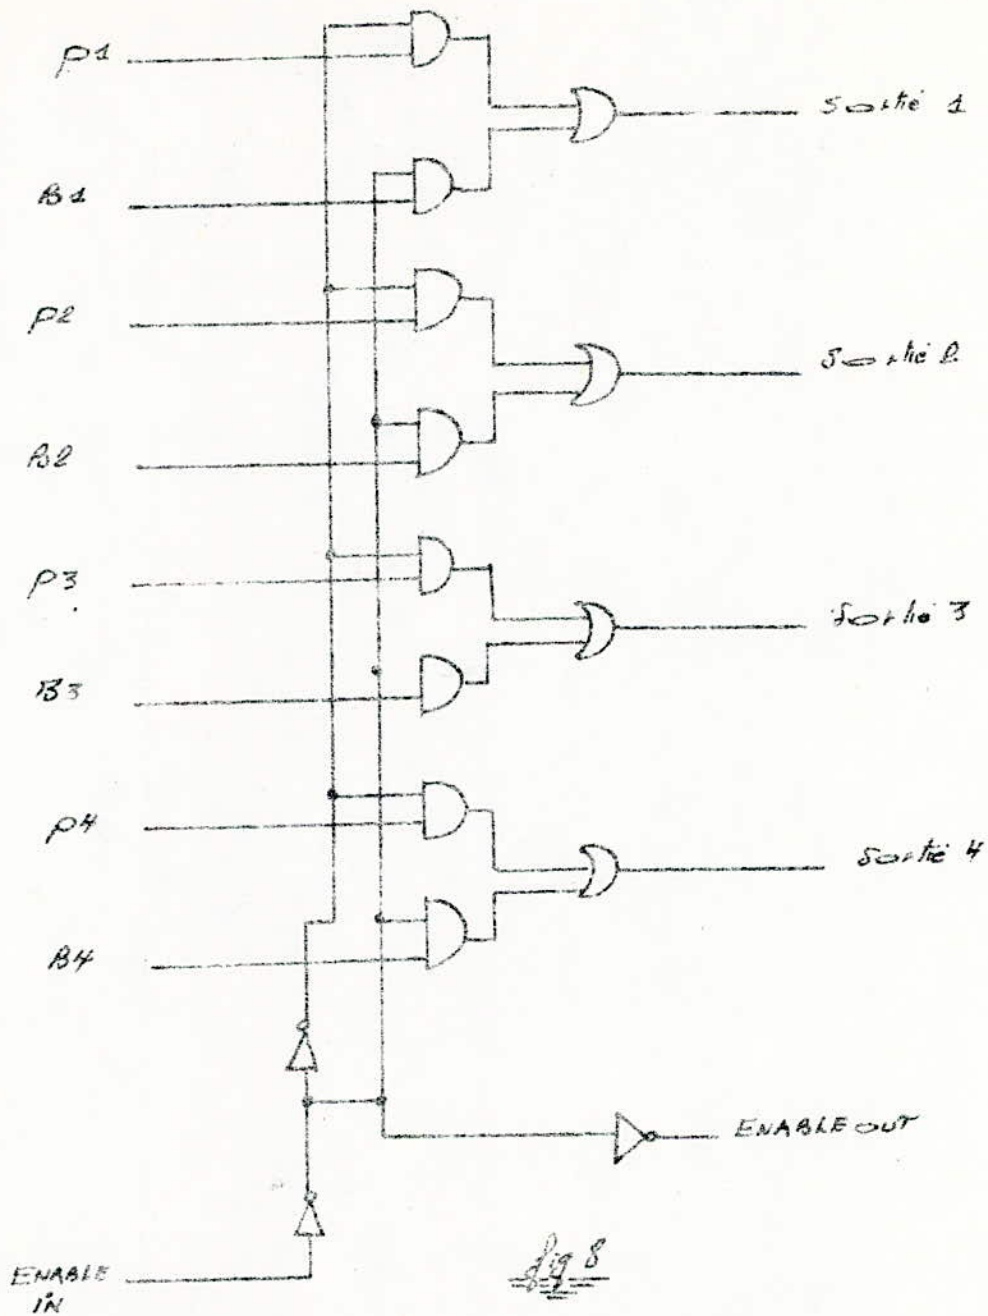 P1
Sortie 1
B1
P2
Sortie 2
B2
P3
Sortie 3
B3
P4
Sortie 4
B4
ENABLE OUT
ENABLE
IN
fig 8